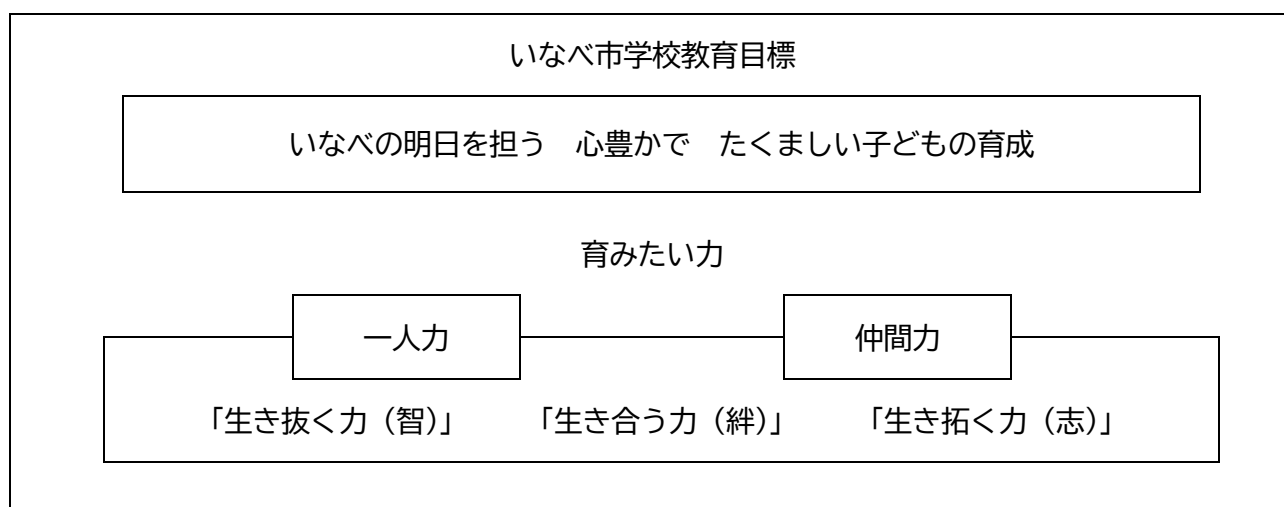 いなべ市学校教育目標
いなべの明日を担う　心豊かで　たくましい子どもの育成
育みたい力
一人力　仲間力
「生き抜く力（智）」　「生き合う力（絆）」　「生き拓く力（志）」